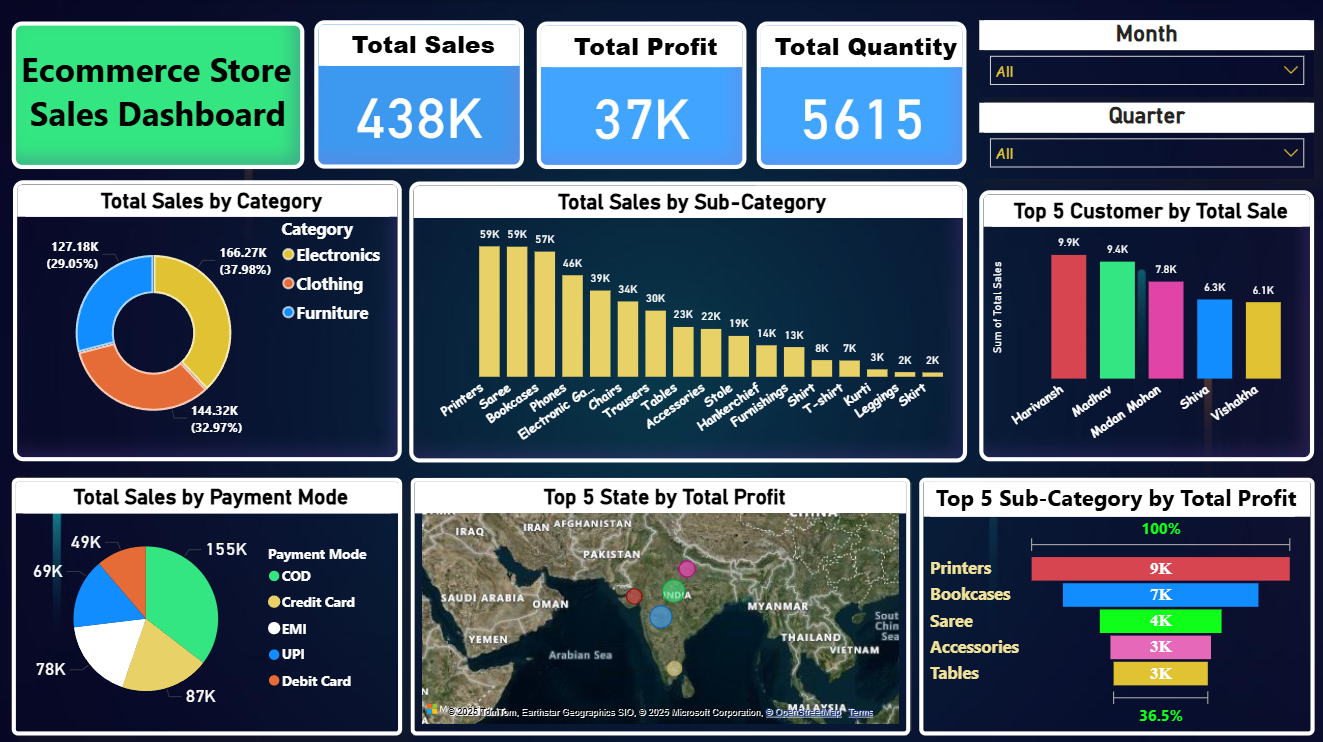 Ecommerce Store
Sales Dashboard
Total Sales
438K
Total Profit
37K
Total Quantity
5615
Month
All
Quarter
All
Total Sales by Category
127.18K
(29.05%)
166.27K
(37.98%)
144.32K
(32.97%)
Category
Electronics
Clothing
Furniture
Total Sales by Sub-Category
59K
59K
57K
46K
39K
34K
30K
23K
22K
19K
14K
13K
8K
7K
3K
2K
2K
Printers
Saree
Bookcases
Phones
Electronic Ga...
Chairs
Trousers
Tables
Accessories
Stole
Hankerchief
Furnishings
Shirt
T-shirt
Kurti
Leggings
Skirt
Top 5 Customer by Total Sale
Sum of Total Sales
9.9K
9.4K
7.8K
6.3K
6.1K
Harivansh
Madhav
Madan Mohan
Shiva
Vishakha
Total Sales by Payment Mode
49K
155K
69K
78K
87K
Payment Mode
COD
Credit Card
EMI
UPI
Debit Card
Top 5 State by Total Profit
CHINA
IRAQ
IRAN
AFGHANISTAN
PAKISTAN
SAUDI ARABIA
OMAN
INDIA
MYANMAR
YEMEN
THAILAND
VIETNAM
Sout
Chin
Sea
Arabian Sea
MALAYSIA
© 2025 TomTom, Earthstar Geographics SIO, © 2025 Microsoft Corporation, © OpenStreetMap Terms
Top 5 Sub-Category by Total Profit
100%
Printers 9K
Bookcases 7K
Saree 4K
Accessories 3K
Tables 3K
36.5%